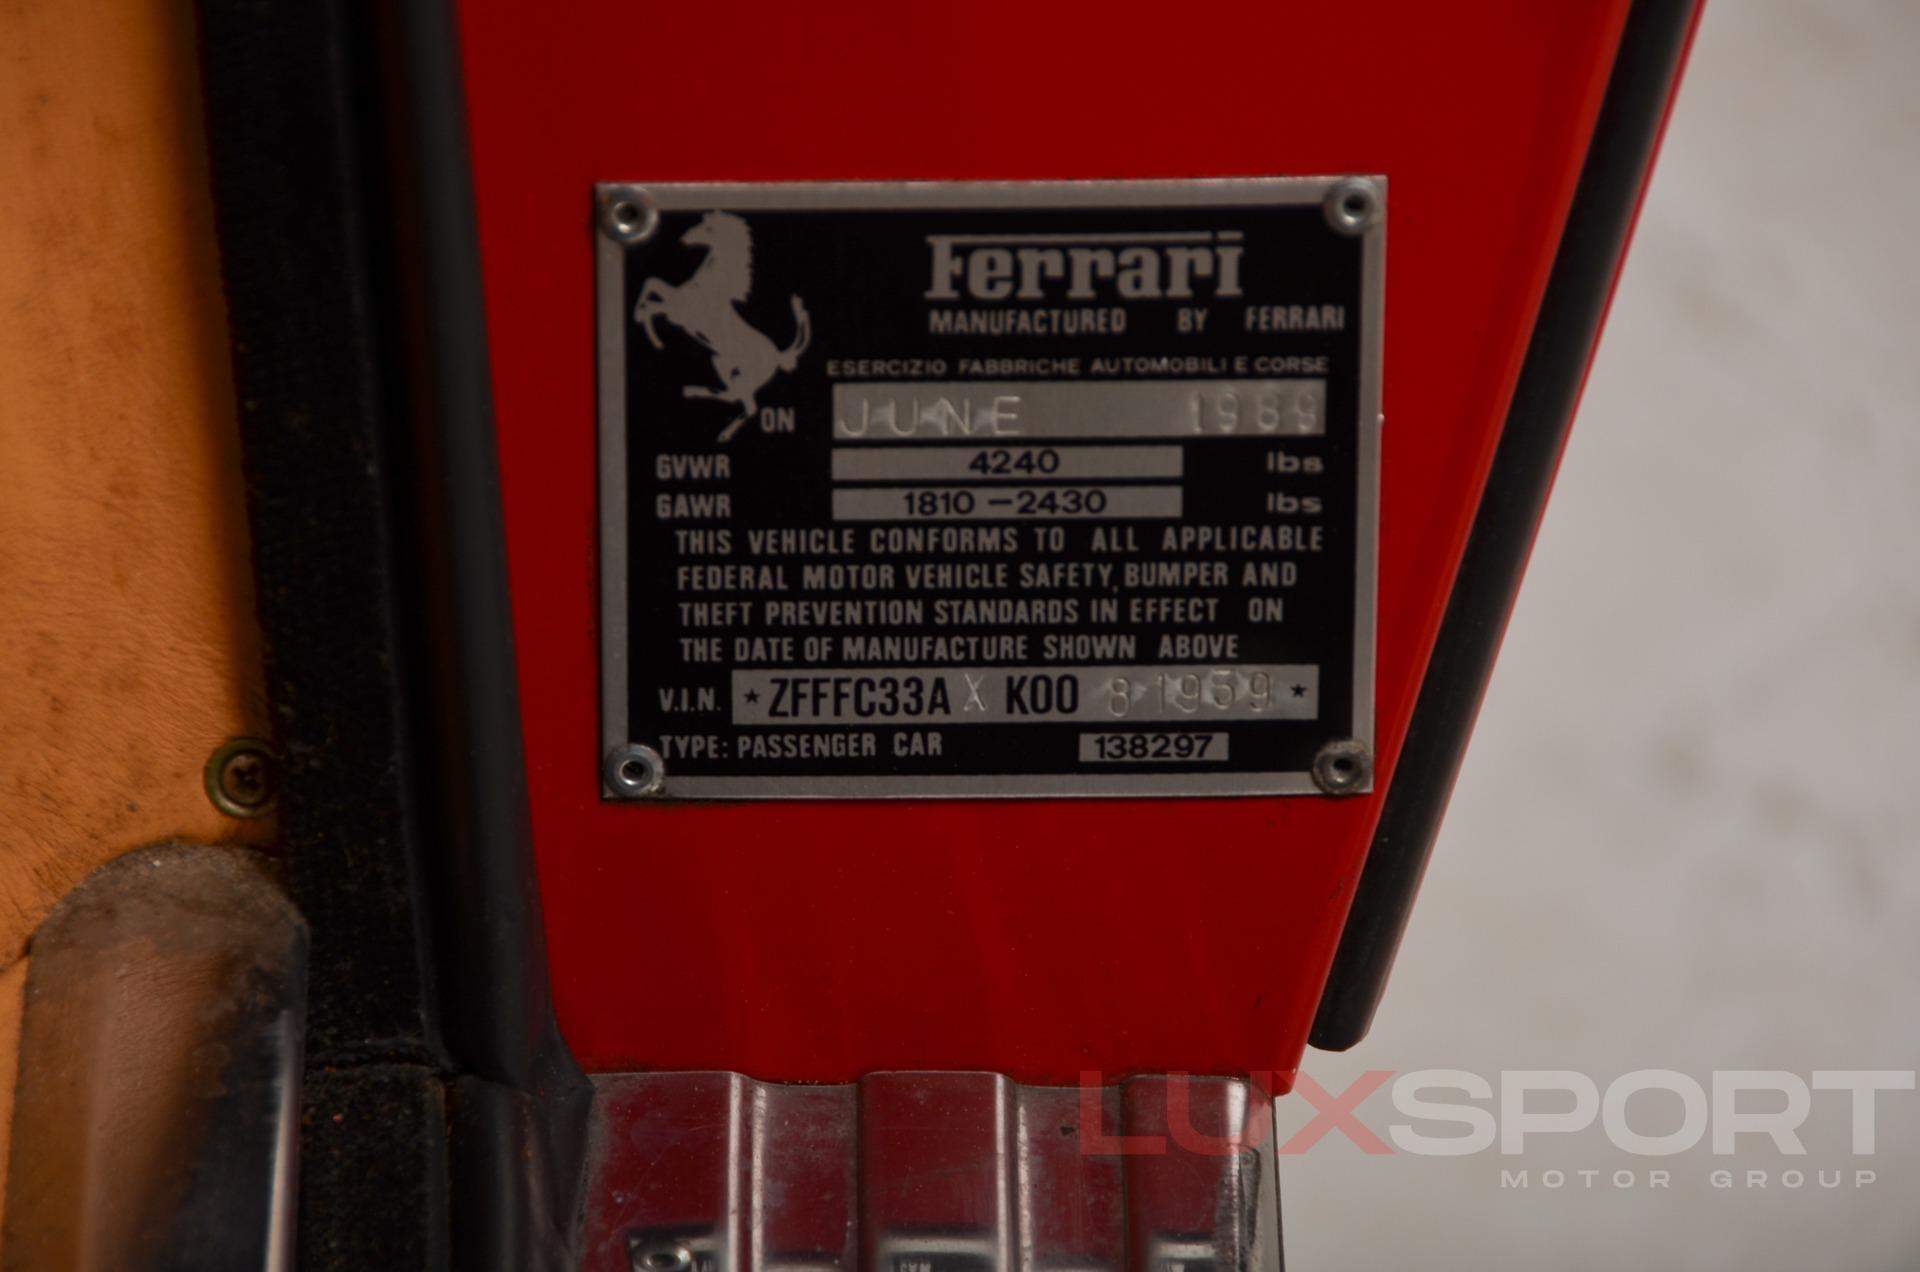 Ferrari
MANUFACTURED BY FERRARI
ESERCIZIO FABBRICHE AUTOMOBILI E CORSE
ON JUNE 1989
GVWR 4240 lbs
GAWR 1810-2430 lbs
THIS VEHICLE CONFORMS TO ALL APPLICABLE
FEDERAL MOTOR VEHICLE SAFETY, BUMPER AND
THEFT PREVENTION STANDARDS IN EFFECT ON
THE DATE OF MANUFACTURE SHOWN ABOVE
V.I.N. ★ ZFFFC33A X K00 81959 ★
TYPE: PASSENGER CAR 138297
LUXSPORT
MOTOR GROUP